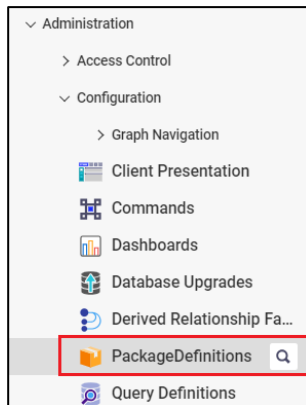 Administration
Access Control
Configuration
Graph Navigation
Client Presentation
Commands
Dashboards
Database Upgrades
Derived Relationship Fa...
PackageDefinitions
Query Definitions